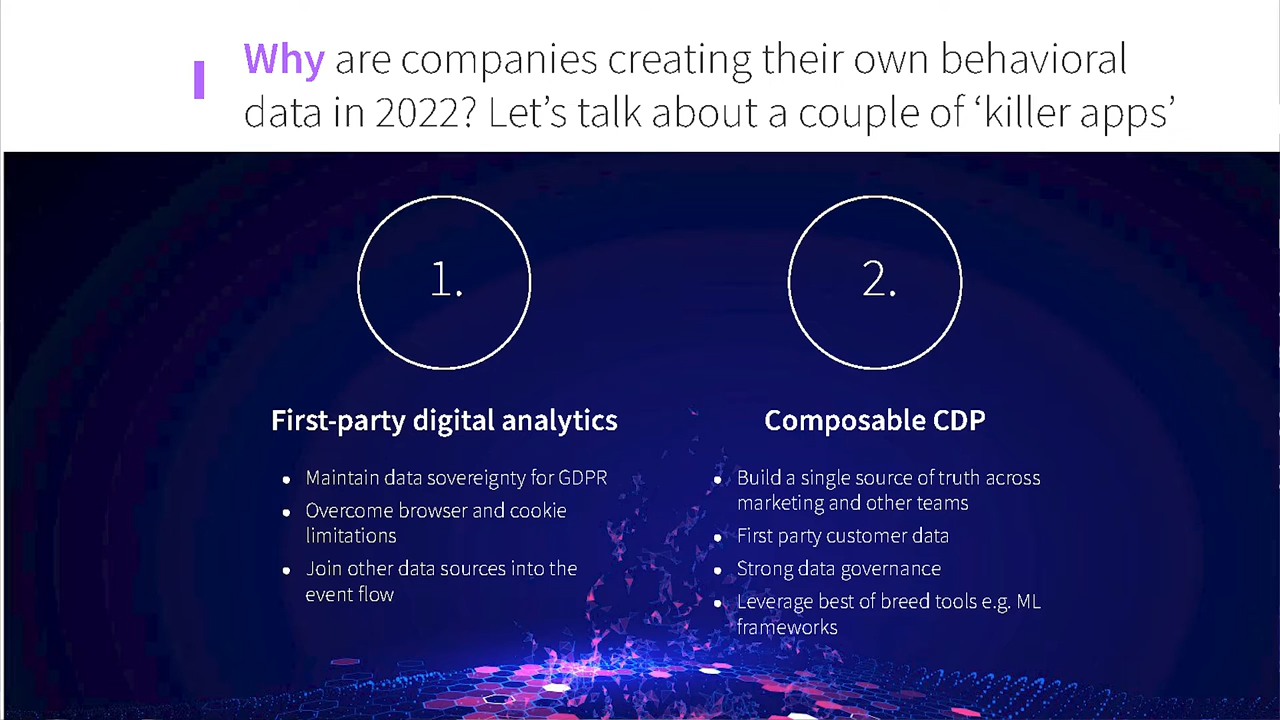 Why are companies creating their own behavioral
data in 2022? Let's talk about a couple of ‘killer apps’
1.
First-party digital analytics
• Maintain data sovereignty for GDPR
• Overcome browser and cookie
limitations
• Join other data sources into the
event flow
2.
Composable CDP
• Build a single source of truth across
marketing and other teams
• First party customer data
• Strong data governance
• Leverage best of breed tools e.g. ML
frameworks